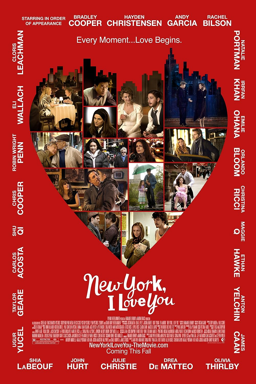 STARRING IN ORDER OF APPEARANCE
BRADLEY COOPER
HAYDEN CHRISTENSEN
ANDY GARCIA
RACHEL BILSON
Every Moment... Love Begins.
NATALIE PORTMAN
IRRFAN KHAN
EMILIE OHANA
ORLANDO BLOOM
CHRISTINA RICCI
MAGGIE Q
ETHAN HAWKE
ANTON YELCHIN
JAMES CAAN
OLIVIA THIRLBY
DREA DE MATTEO
JULIE CHRISTIE
JOHN HURT
SHIA LABEOUF
UGUR YUCEL
TAYLOR GEARE
CARLOS ACOSTA
SHU QI
CHRIS COOPER
ROBIN WRIGHT PENN
ELI WALLACH
CLORIS LEACHMAN
New York,
I Love You
NewYorkILoveYou-TheMovie.com
Coming This Fall